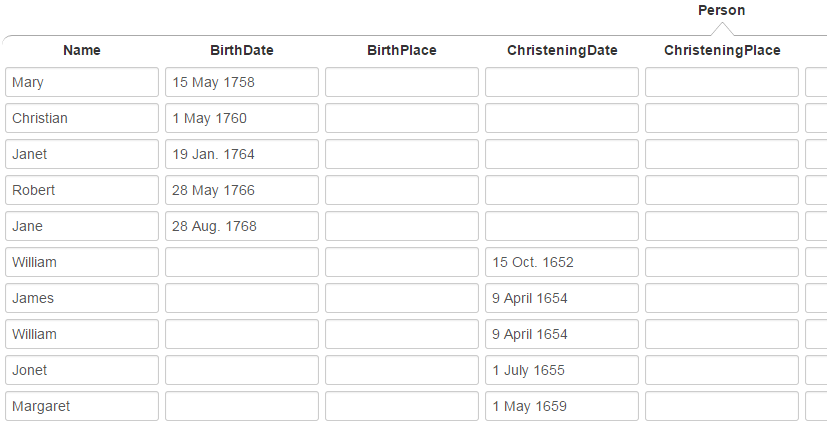 Person
Name BirthDate BirthPlace ChristeningDate ChristeningPlace
Mary 15 May 1758
Christian 1 May 1760
Janet 19 Jan. 1764
Robert 28 May 1766
Jane 28 Aug. 1768
William 15 Oct. 1652
James 9 April 1654
William 9 April 1654
Jonet 1 July 1655
Margaret 1 May 1659